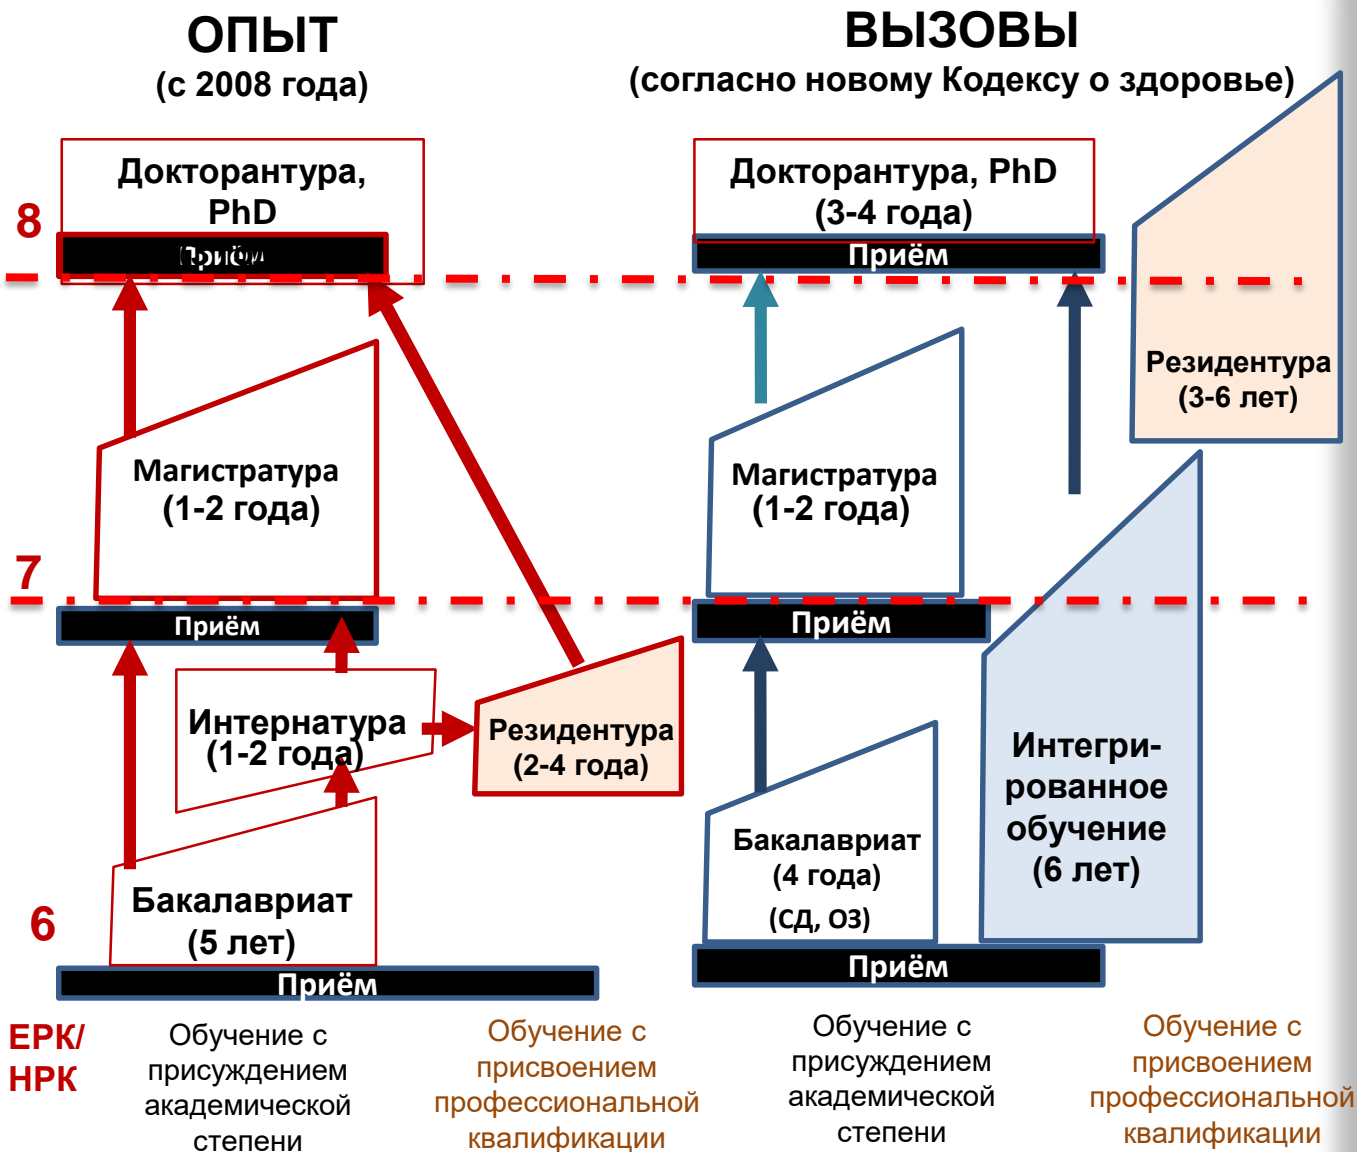 ОПЫТ
(с 2008 года)
Докторантура,
PhD
8
Приём
Магистратура
(1-2 года)
7
Приём
Интернатура
(1-2 года)
Резидентура
(2-4 года)
Бакалавриат
(5 лет)
6
Приём
ЕРК/
НРК
Обучение с
присуждением
академической
степени
Обучение с
присвоением
профессиональной
квалификации
ВЫЗОВЫ
(согласно новому Кодексу о здоровье)
Докторантура, PhD
(3-4 года)
Приём
Резидентура
(3-6 лет)
Магистратура
(1-2 года)
Приём
Интегри-
рованное
обучение
(6 лет)
Бакалавриат
(4 года)
(СД, ОЗ)
Приём
Обучение с
присуждением
академической
степени
Обучение с
присвоением
профессиональной
квалификации